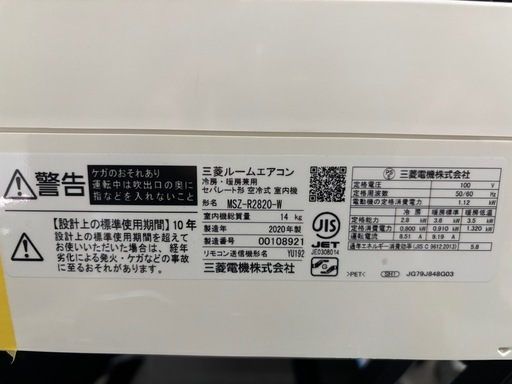 警告
ケガのおそれあり
運転中は吹出口の奥に
指などを入れないこと
【設計上の標準使用期間】10年
設計上の標準使用期間を超えて
お使いいただいた場合は、経年
劣化による発火・ケガなどの事故
に至るおそれがあります。
三菱ルームエアコン
冷房・暖房兼用
セパレート形 空冷式 室内機
MSZ-R2820-W
室内機総質量 14 kg
製造年 2020年製
製造番号 00108921
リモコン送信機形名 YU192
三菱電機株式会社
JIS
JET
JE0308014
三菱電機株式会社
定格電圧 100 V
定格周波数 50/60 Hz
電動機の定格消費電力 1.12 kW
冷房 暖房標準 暖房低温
定格能力 2.8 kW 3.6 kW 3.5 kW
定格消費電力 0.800 kW 0.910 kW 1.320 kW
運転電流 8.51 A 9.19 A
通年エネルギー消費効率(JIS C 9612:2013) 5.8
>PET< SH1 JG79J848G03